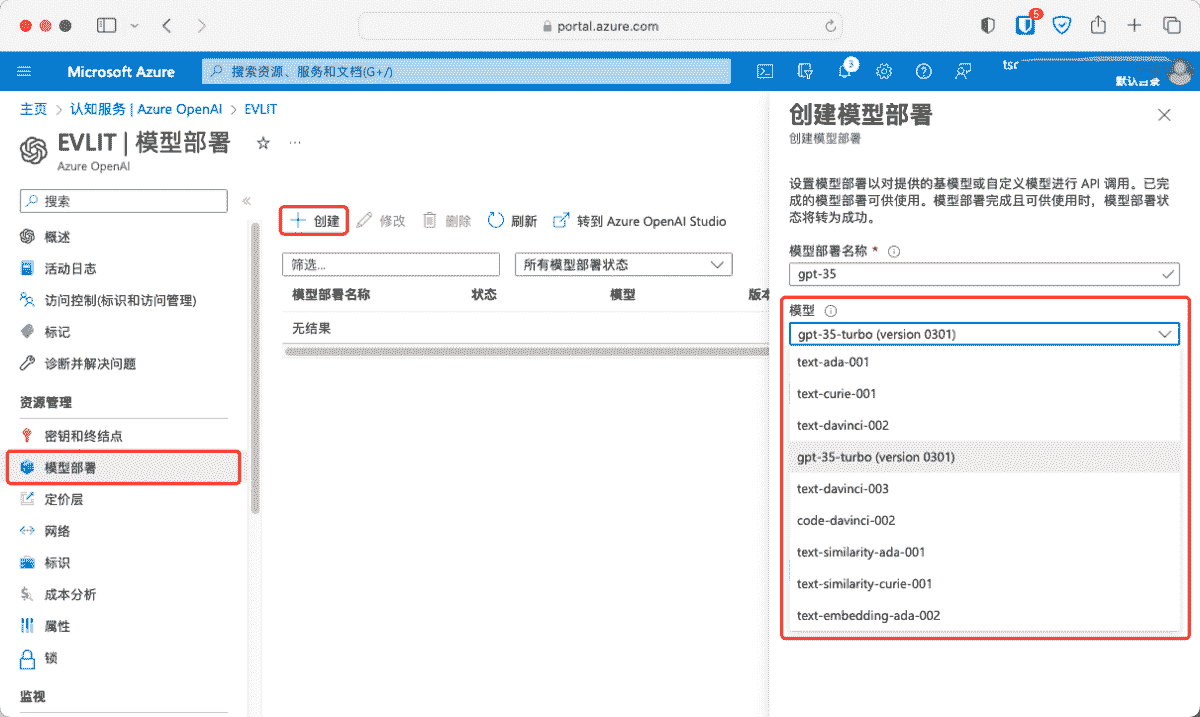 portal.azure.com
5
Microsoft Azure
搜索资源、服务和文档(G+/)
3
tsr
默认目录
主页 > 认知服务 | Azure OpenAI > EVLIT
EVLIT | 模型部署
Azure OpenAI
搜索
概述
活动日志
访问控制(标识和访问管理)
标记
诊断并解决问题
资源管理
密钥和终结点
模型部署
定价层
网络
标识
成本分析
属性
锁
监视
创建 修改 删除 刷新 转到 Azure OpenAI Studio
筛选... 所有模型部署状态
模型部署名称 状态 模型 版本
无结果
创建模型部署
创建模型部署
设置模型部署以对提供的基模型或自定义模型进行 API 调用。已完
成的模型部署可供使用。模型部署完成且可供使用时，模型部署状
态将转为成功。
模型部署名称 *
gpt-35
模型
gpt-35-turbo (version 0301)
text-ada-001
text-curie-001
text-davinci-002
gpt-35-turbo (version 0301)
text-davinci-003
code-davinci-002
text-similarity-ada-001
text-similarity-curie-001
text-embedding-ada-002